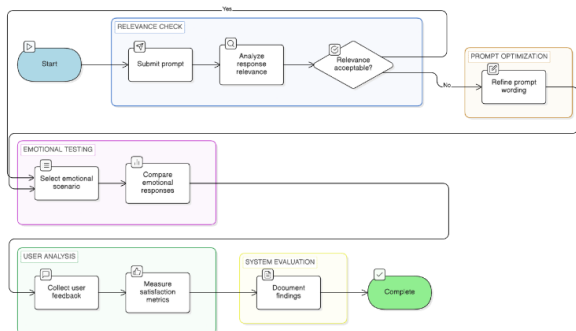 Yes
RELEVANCE CHECK
Start
Submit prompt
Analyze
response
relevance
Relevance
acceptable?
No
PROMPT OPTIMIZATION
Refine prompt
wording
EMOTIONAL TESTING
Select emotional
scenario
Compare
emotional
responses
USER ANALYSIS
Collect user
feedback
Measure
satisfaction
metrics
SYSTEM EVALUATION
Document
findings
Complete